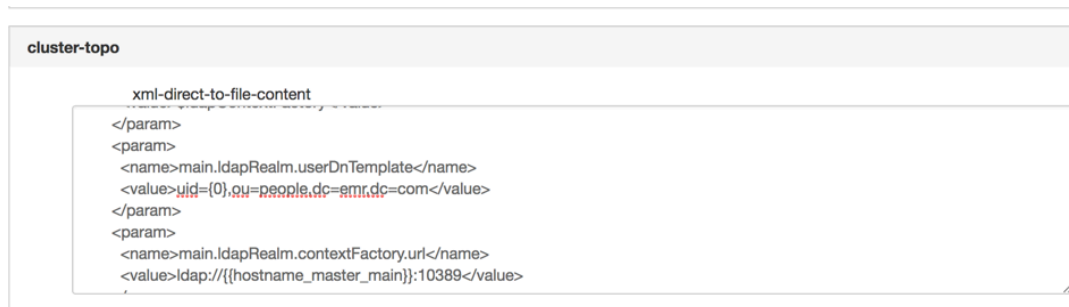 cluster-topo
xml-direct-to-file-content
</param>
<param>
<name>main.ldapRealm.userDnTemplate</name>
<value>uid={0},ou=people,dc=emr,dc=com</value>
</param>
<param>
<name>main.ldapRealm.contextFactory.url</name>
<value>ldap://{{hostname_master_main}}:10389</value>